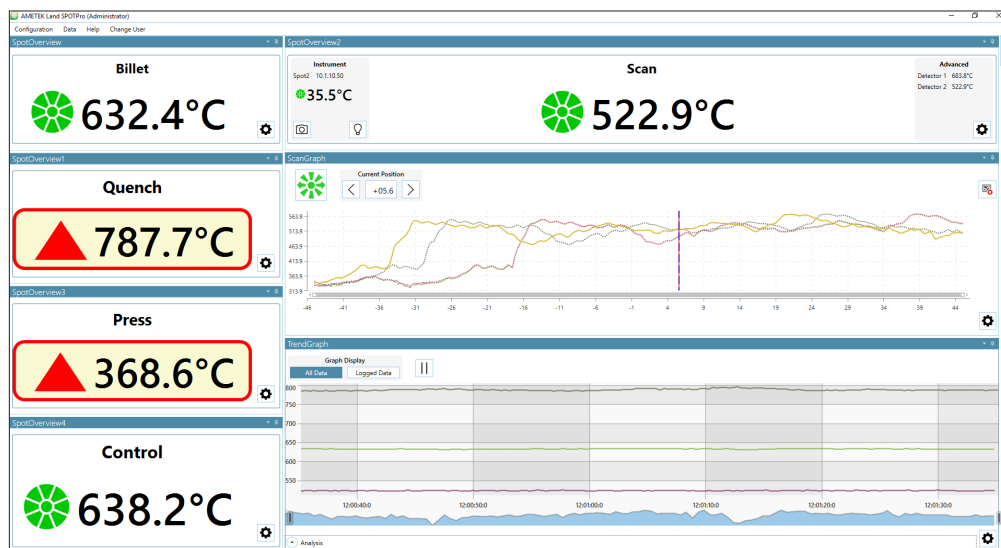 AMETEK Land SPOTPro (Administrator)
Configuration Data Help Change User
SpotOverview
Billet
632.4°C
SpotOverview1
Quench
787.7°C
SpotOverview3
Press
368.6°C
SpotOverview4
Control
638.2°C
SpotOverview2
Instrument
Spot2 10.1.10.50
35.5°C
Scan
522.9°C
Advanced
Detector 1 683.8°C
Detector 2 522.9°C
ScanGraph
Current Position
+05.6
563.9
513.9
463.9
413.9
363.9
313.9
-46 -41 -36 -31 -26 -21 -16 -11 -6 -1 4 9 14 19 24 29 34 39 44
TrendGraph
Graph Display
All Data Logged Data
800
750
700
650
600
550
12:00:40:0 12:00:50:0 12:01:00:0 12:01:10:0 12:01:20:0 12:01:30:0
Analysis